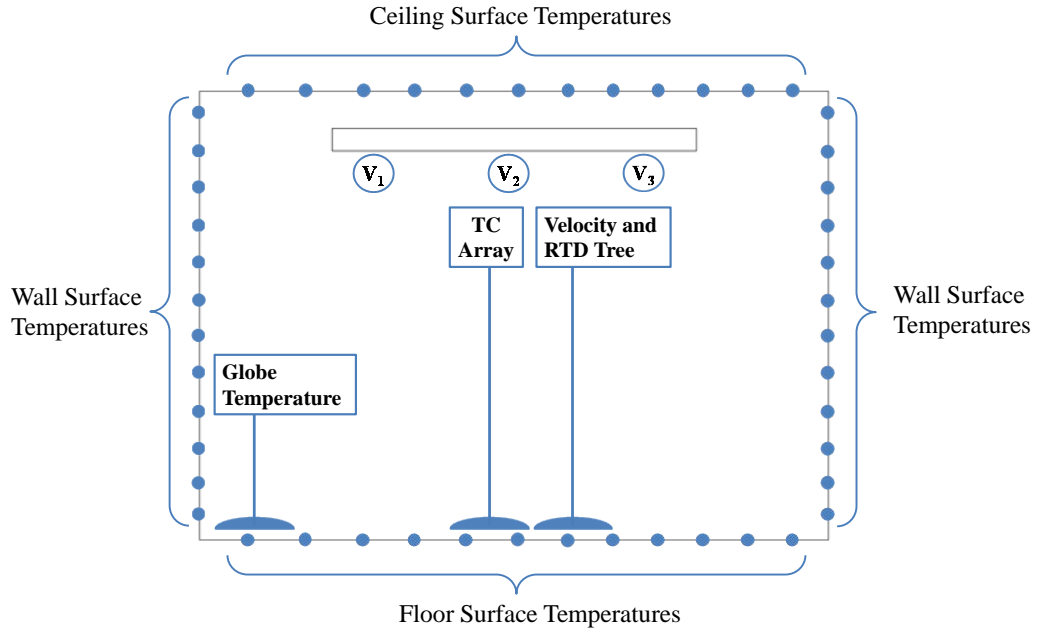 Ceiling Surface Temperatures
V1
V2
V3
TC
Array
Velocity and
RTD Tree
Wall Surface
Temperatures
Wall Surface
Temperatures
Globe
Temperature
Floor Surface Temperatures